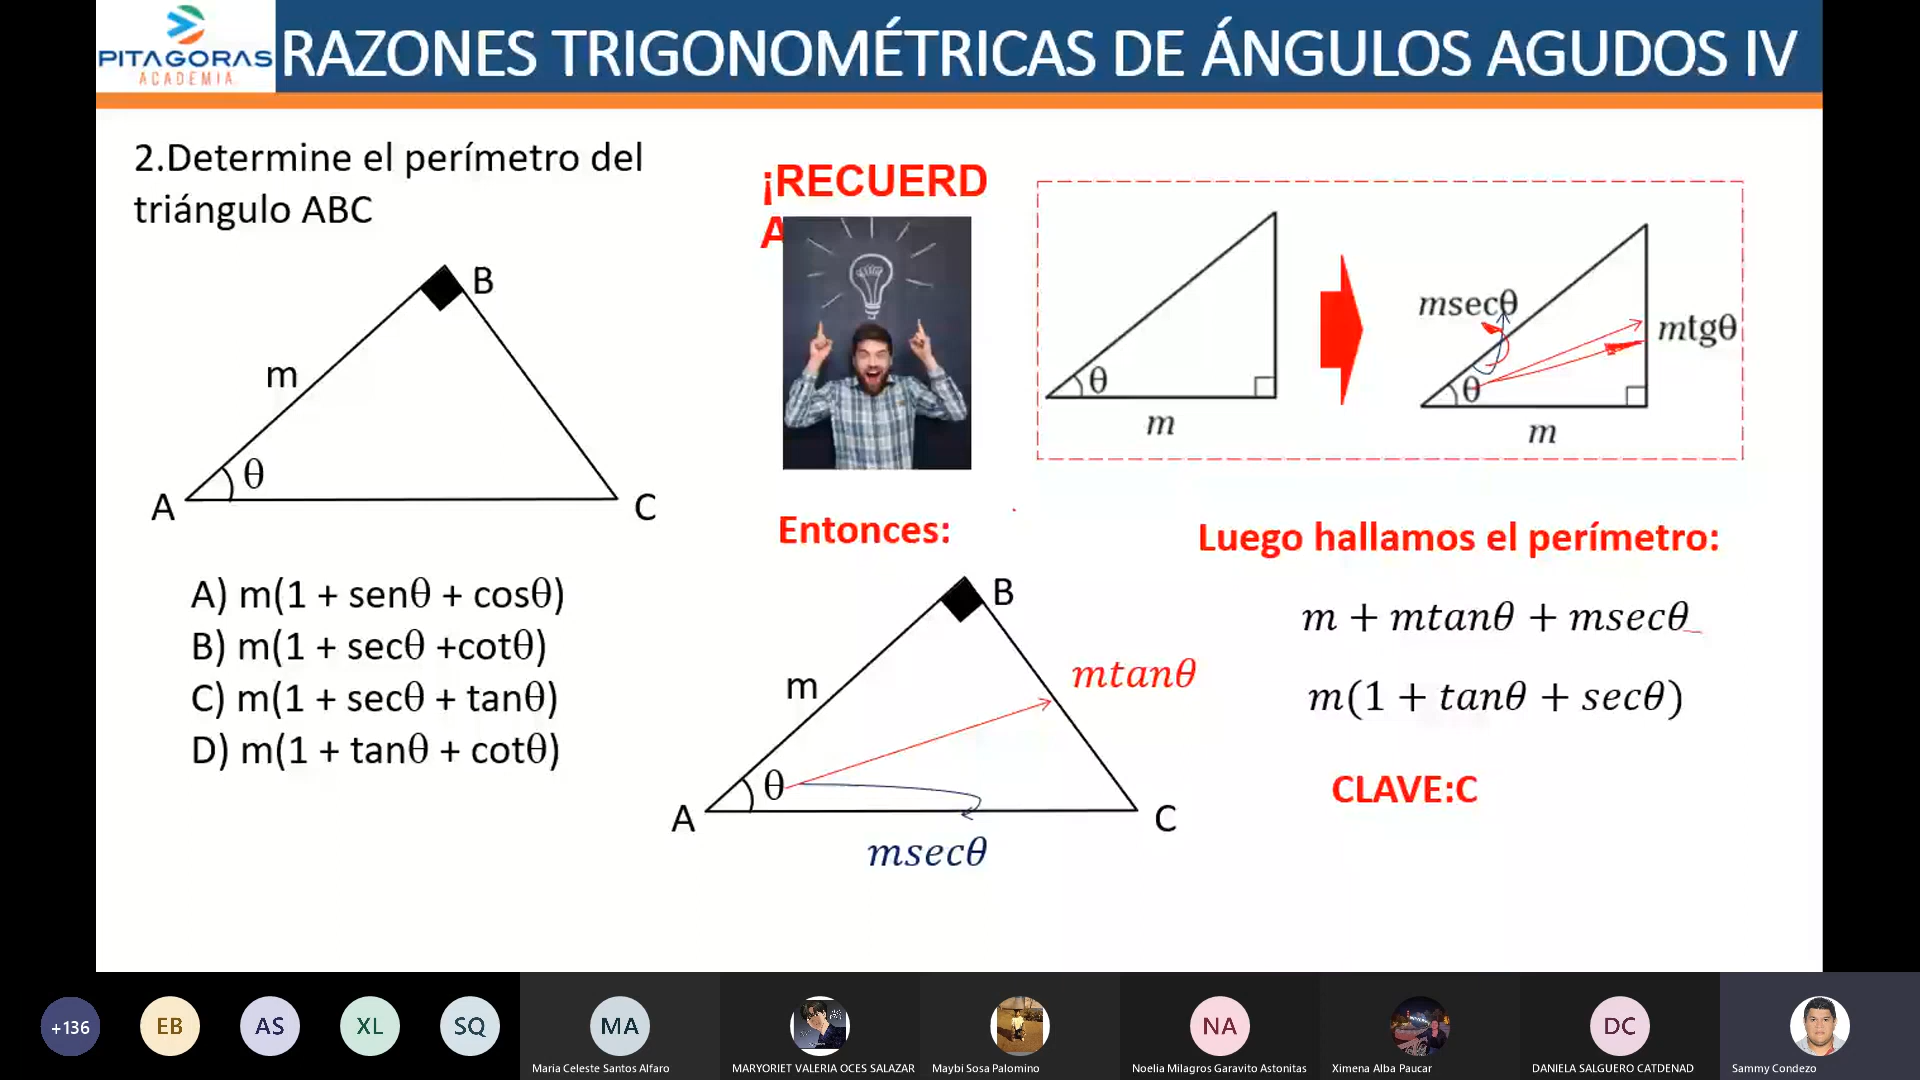 PITAGORAS
ACADEMIA
RAZONES TRIGONOMÉTRICAS DE ÁNGULOS AGUDOS IV
2.Determine el perímetro del
triángulo ABC
B
m
θ
A
C
A) m(1 + senθ + cosθ)
B) m(1 + secθ +cotθ)
C) m(1 + secθ + tanθ)
D) m(1 + tanθ + cotθ)
¡RECUERD
A
θ
m
msecθ
mtgθ
θ
m
Entonces:
B
m
mtanθ
θ
A
C
msecθ
Luego hallamos el perímetro:
m + mtanθ + msecθ
m(1 + tanθ + secθ)
CLAVE:C
+136
EB
AS
XL
SQ
MA
NA
DC
Maria Celeste Santos Alfaro
MARYORIET VALERIA OCES SALAZAR
Maybi Sosa Palomino
Noelia Milagros Garavito Astonitas
Ximena Alba Paucar
DANIELA SALGUERO CATDENAD
Sammy Condezo